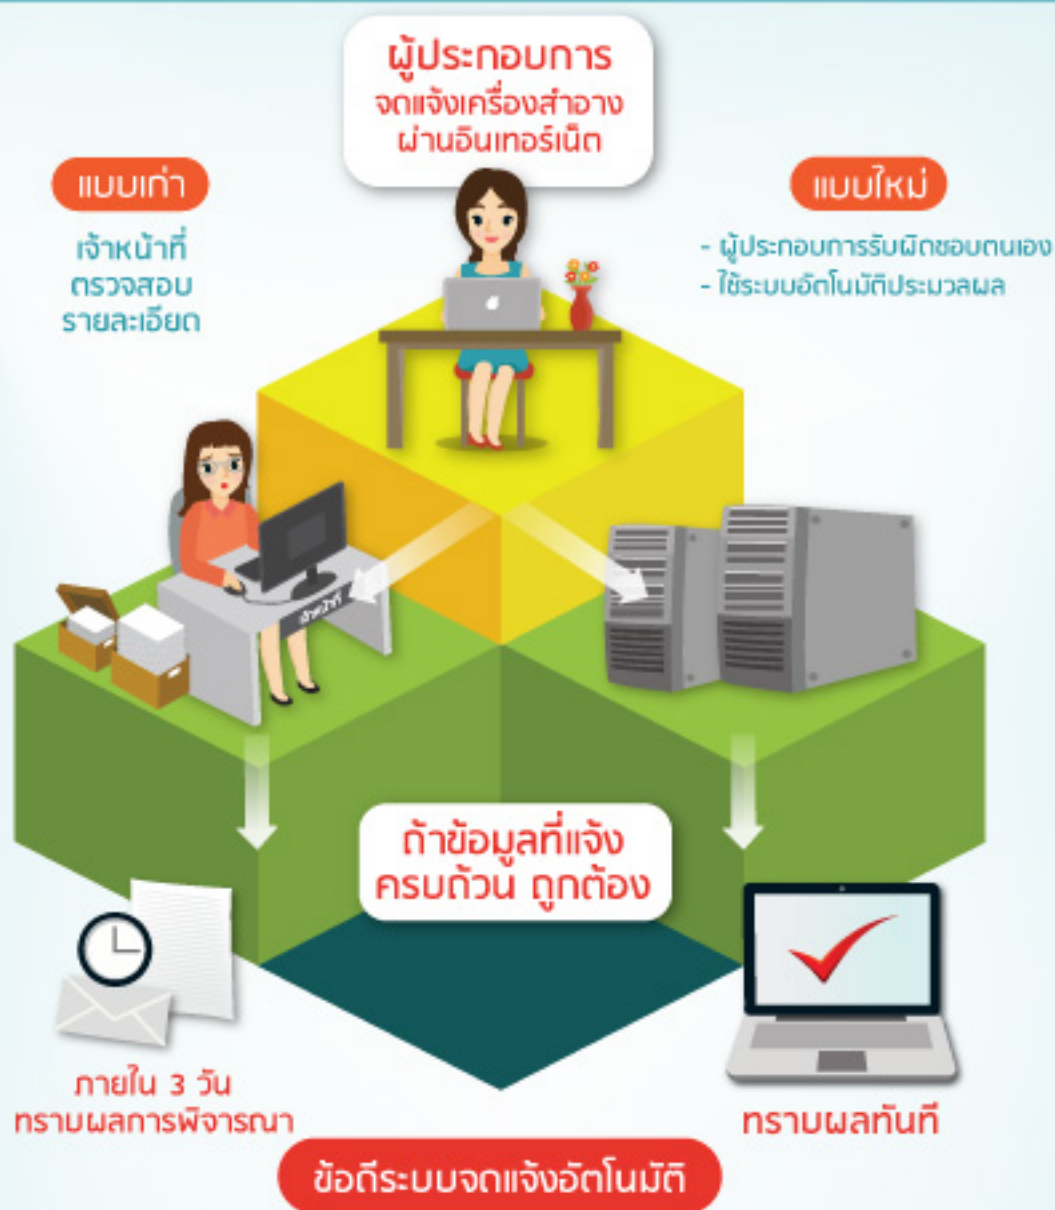 ผู้ประกอบการ
จดแจ้งเครื่องสำอาง
ผ่านอินเทอร์เน็ต
แบบเก่า
เจ้าหน้าที่
ตรวจสอบ
รายละเอียด
แบบใหม่
- ผู้ประกอบการรับผิดชอบตนเอง
- ใช้ระบบอัตโนมัติประมวลผล
เจ้าหน้าที่
ถ้าข้อมูลที่แจ้ง
ครบถ้วน ถูกต้อง
ภายใน 3 วัน
ทราบผลการพิจารณา
ทราบผลทันที
ข้อดีระบบจดแจ้งอัตโนมัติ